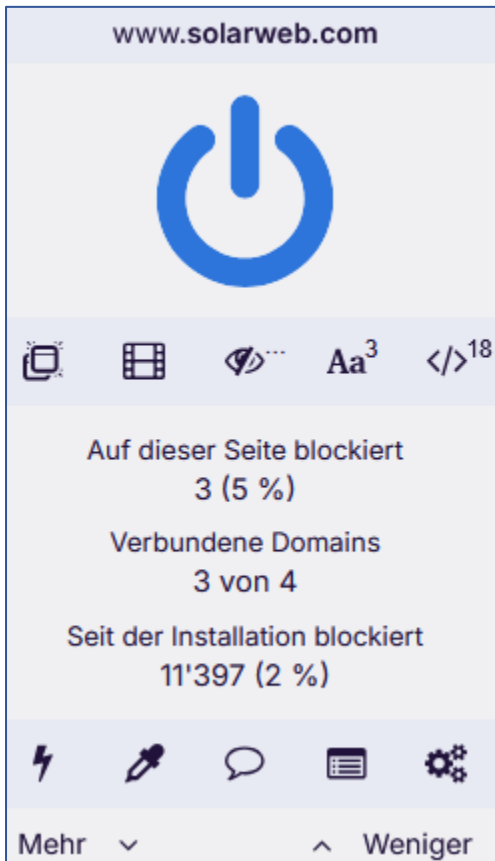 www.solarweb.com
Aa3 </>18
Auf dieser Seite blockiert
3 (5 %)
Verbundene Domains
3 von 4
Seit der Installation blockiert
11'397 (2 %)
Mehr Weniger